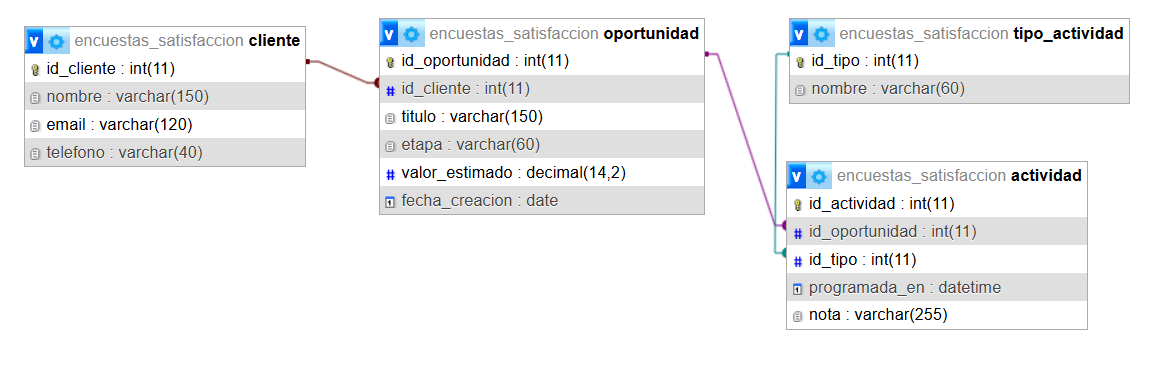 encuestas_satisfaccion cliente
id_cliente : int(11)
nombre : varchar(150)
email : varchar(120)
telefono : varchar(40)
encuestas_satisfaccion oportunidad
id_oportunidad : int(11)
id_cliente : int(11)
titulo : varchar(150)
etapa : varchar(60)
valor_estimado : decimal(14,2)
fecha_creacion : date
encuestas_satisfaccion tipo_actividad
id_tipo : int(11)
nombre : varchar(60)
encuestas_satisfaccion actividad
id_actividad : int(11)
id_oportunidad : int(11)
id_tipo : int(11)
programada_en : datetime
nota : varchar(255)